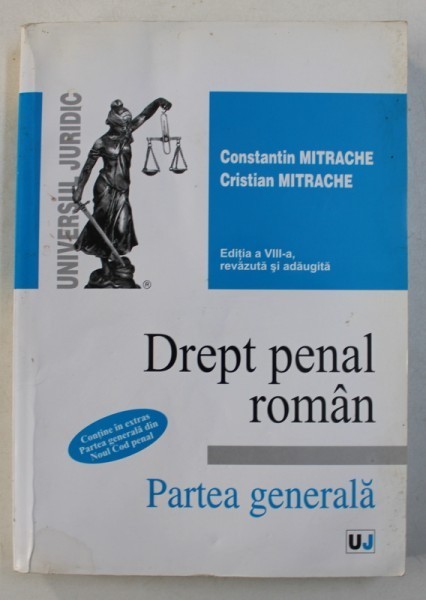 UNIVERSUL JURIDIC
®
Constantin MITRACHE
Cristian MITRACHE
Ediția a VIII-a,
revăzută și adăugită
Drept penal
român
Conține în extras
Partea generală din
Noul Cod penal
Partea generală
UJ